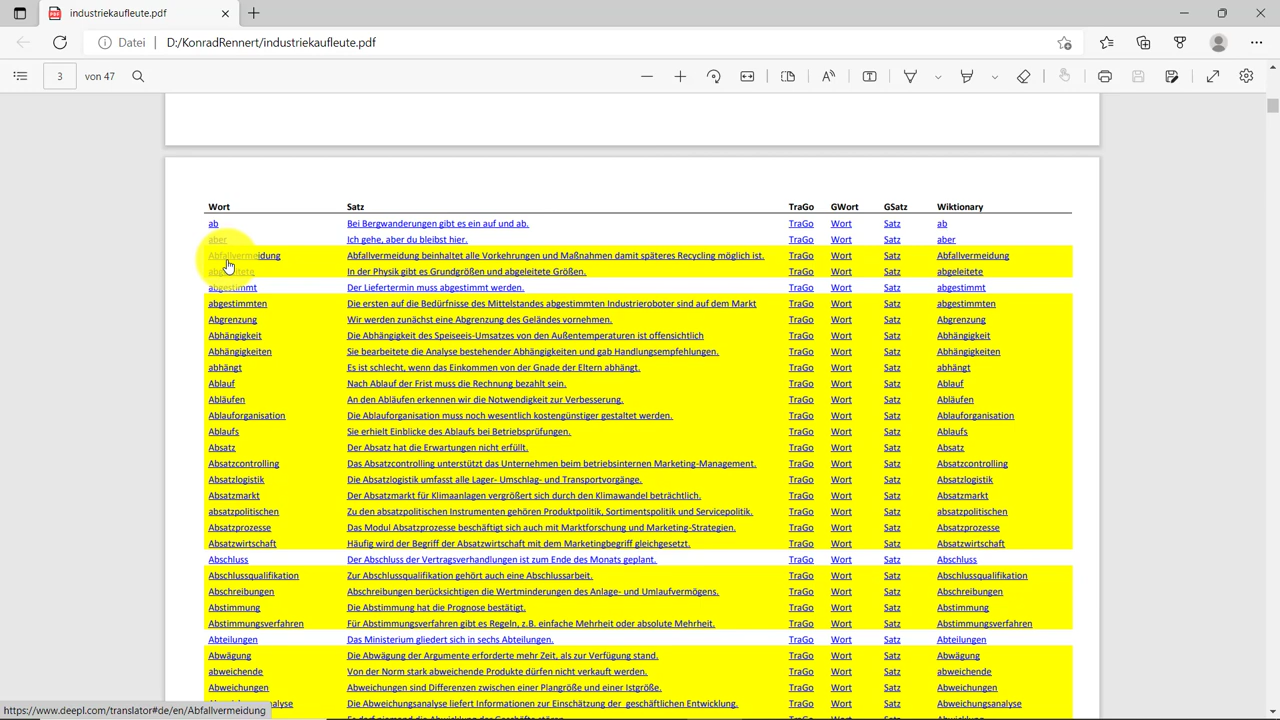 industriekaufleute.pdf
Datei D:/KonradRennert/industriekaufleute.pdf
3 von 47
Wort Satz TraGo GWort GSatz Wiktionary
ab Bei Bergwanderungen gibt es ein auf und ab. TraGo Wort Satz ab
aber Ich gehe, aber du bleibst hier. TraGo Wort Satz aber
Abfallvermeidung Abfallvermeidung beinhaltet alle Vorkehrungen und Maßnahmen damit späteres Recycling möglich ist. TraGo Wort Satz Abfallvermeidung
abgeleitete In der Physik gibt es Grundgrößen und abgeleitete Größen. TraGo Wort Satz abgeleitete
abgestimmt Der Liefertermin muss abgestimmt werden. TraGo Wort Satz abgestimmt
abgestimmten Die ersten auf die Bedürfnisse des Mittelstandes abgestimmten Industrieroboter sind auf dem Markt TraGo Wort Satz abgestimmten
Abgrenzung Wir werden zunächst eine Abgrenzung des Geländes vornehmen. TraGo Wort Satz Abgrenzung
Abhängigkeit Die Abhängigkeit des Speiseeis-Umsatzes von den Außentemperaturen ist offensichtlich TraGo Wort Satz Abhängigkeit
Abhängigkeiten Sie bearbeitete die Analyse bestehender Abhängigkeiten und gab Handlungsempfehlungen. TraGo Wort Satz Abhängigkeiten
abhängt Es ist schlecht, wenn das Einkommen von der Gnade der Eltern abhängt. TraGo Wort Satz abhängt
Ablauf Nach Ablauf der Frist muss die Rechnung bezahlt sein. TraGo Wort Satz Ablauf
Abläufen An den Abläufen erkennen wir die Notwendigkeit zur Verbesserung. TraGo Wort Satz Abläufen
Ablauforganisation Die Ablauforganisation muss noch wesentlich kostengünstiger gestaltet werden. TraGo Wort Satz Ablauforganisation
Ablaufs Sie erhielt Einblicke des Ablaufs bei Betriebsprüfungen. TraGo Wort Satz Ablaufs
Absatz Der Absatz hat die Erwartungen nicht erfüllt. TraGo Wort Satz Absatz
Absatzcontrolling Das Absatzcontrolling unterstützt das Unternehmen beim betriebsinternen Marketing-Management. TraGo Wort Satz Absatzcontrolling
Absatzlogistik Die Absatzlogistik umfasst alle Lager- Umschlag- und Transportvorgänge. TraGo Wort Satz Absatzlogistik
Absatzmarkt Der Absatzmarkt für Klimaanlagen vergrößert sich durch den Klimawandel beträchtlich. TraGo Wort Satz Absatzmarkt
absatzpolitischen Zu den absatzpolitischen Instrumenten gehören Produktpolitik, Sortimentspolitik und Servicepolitik. TraGo Wort Satz absatzpolitischen
Absatzprozesse Das Modul Absatzprozesse beschäftigt sich auch mit Marktforschung und Marketing-Strategien. TraGo Wort Satz Absatzprozesse
Absatzwirtschaft Häufig wird der Begriff der Absatzwirtschaft mit dem Marketingbegriff gleichgesetzt. TraGo Wort Satz Absatzwirtschaft
Abschluss Der Abschluss der Vertragsverhandlungen ist zum Ende des Monats geplant. TraGo Wort Satz Abschluss
Abschlussqualifikation Zur Abschlussqualifikation gehört auch eine Abschlussarbeit. TraGo Wort Satz Abschlussqualifikation
Abschreibungen Abschreibungen berücksichtigen die Wertminderungen des Anlage- und Umlaufvermögens. TraGo Wort Satz Abschreibungen
Abstimmung Die Abstimmung hat die Prognose bestätigt. TraGo Wort Satz Abstimmung
Abstimmungsverfahren Für Abstimmungsverfahren gibt es Regeln, z.B. einfache Mehrheit oder absolute Mehrheit. TraGo Wort Satz Abstimmungsverfahren
Abteilungen Das Ministerium gliedert sich in sechs Abteilungen. TraGo Wort Satz Abteilungen
Abwägung Die Abwägung der Argumente erforderte mehr Zeit, als zur Verfügung stand. TraGo Wort Satz Abwägung
abweichende Von der Norm stark abweichende Produkte dürfen nicht verkauft werden. TraGo Wort Satz abweichende
Abweichungen Abweichungen sind Differenzen zwischen einer Plangröße und einer Istgröße. TraGo Wort Satz Abweichungen
alyse Die Abweichungsanalyse liefert Informationen zur Einschätzung der geschäftlichen Entwicklung. TraGo Wort Satz Abweichungsanalyse
https://www.deepl.com/translator#de/en/Abfallvermeidung